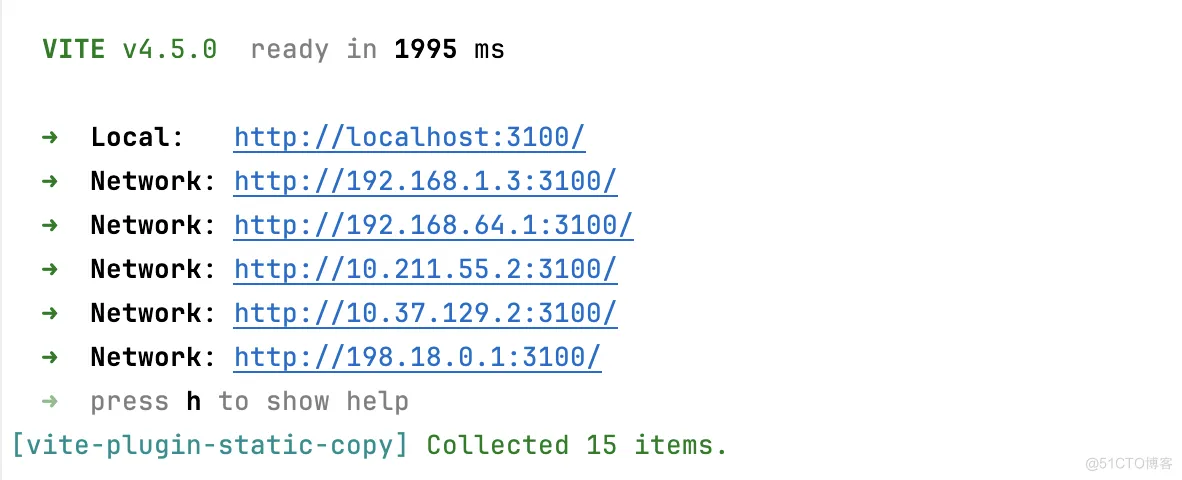 VITE v4.5.0 ready in 1995 ms
➜ Local: http://localhost:3100/
➜ Network: http://192.168.1.3:3100/
➜ Network: http://192.168.64.1:3100/
➜ Network: http://10.211.55.2:3100/
➜ Network: http://10.37.129.2:3100/
➜ Network: http://198.18.0.1:3100/
➜ press h to show help
[vite-plugin-static-copy] Collected 15 items.
@51CTO博客